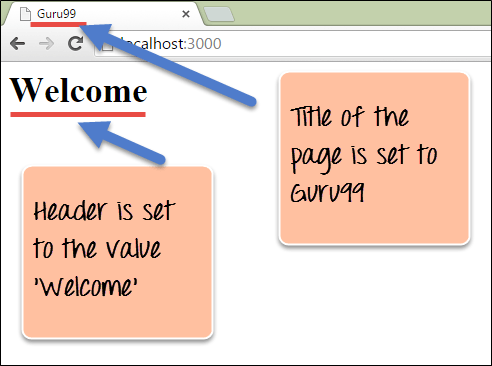 Guru99
localhost:3000
Welcome
Title of the
page is set to
Guru99
Header is set
to the value
'Welcome'